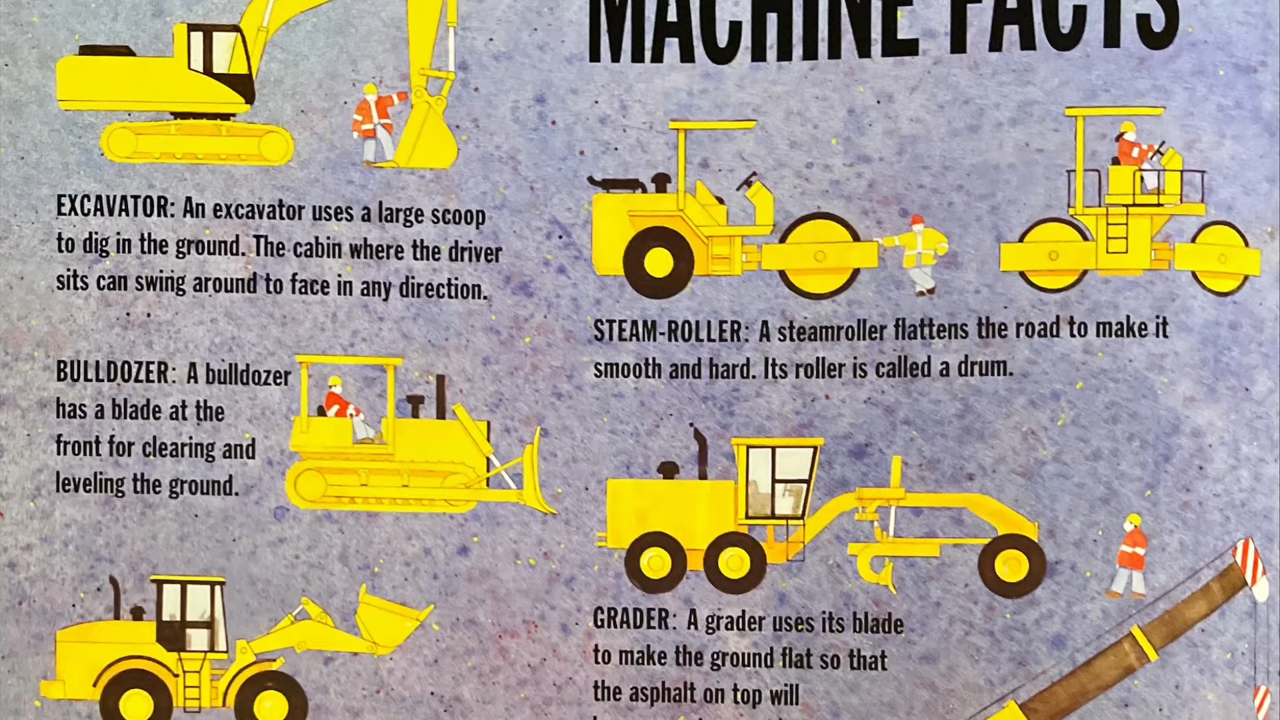 MACHINE FACTS
EXCAVATOR: An excavator uses a large scoop
to dig in the ground. The cabin where the driver
sits can swing around to face in any direction.
STEAM-ROLLER: A steamroller flattens the road to make it
smooth and hard. Its roller is called a drum.
BULLDOZER: A bulldozer
has a blade at the
front for clearing and
leveling the ground.
GRADER: A grader uses its blade
to make the ground flat so that
the asphalt on top will